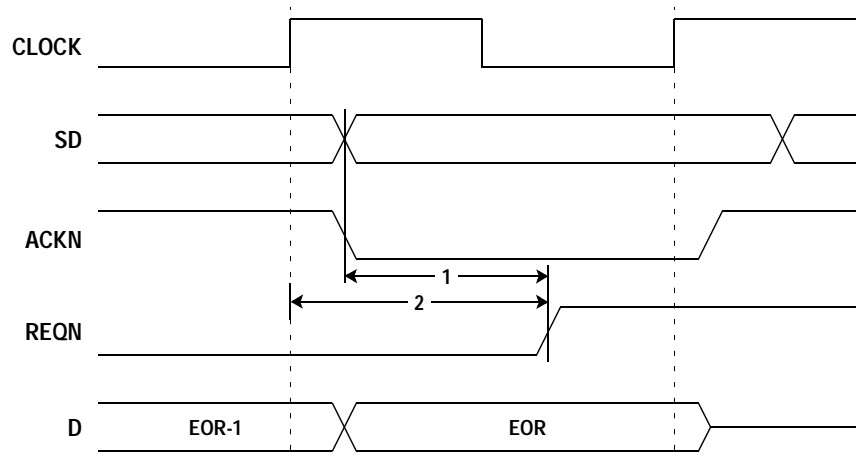 CLOCK
SD
ACKN
1
2
REQN
D EOR-1 EOR